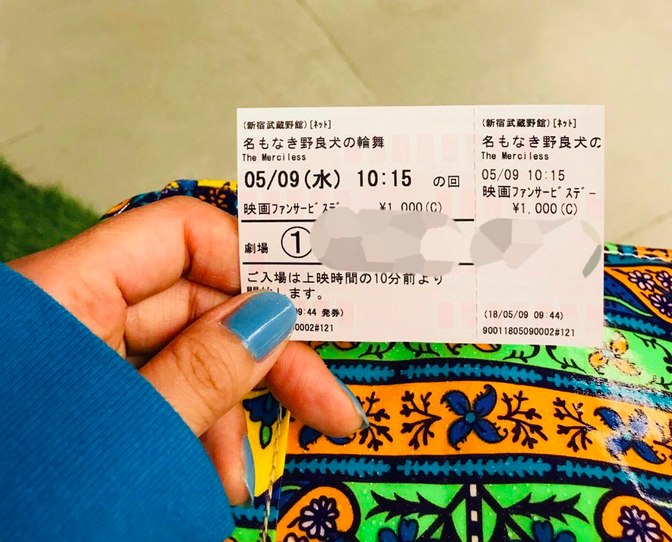 (新宿武蔵野館)[ﾈｯﾄ]
名もなき野良犬の輪舞
The Merciless
05/09(水) 10:15 の回
映画ﾌｧﾝｻｰﾋﾞｽﾃﾞｰ ¥1,000(C)
劇場 ①
ご入場は上映時間の10分前より
します。
9:44 発券)
0002#121
(新宿武蔵野館)[ﾈｯﾄ]
名もなき野良犬の
The Merciless
05/09 10:15
映画ﾌｧﾝｻｰﾋﾞｽﾃﾞｰ
¥1,000(C)
(18/05/09 09:44)
90011805090002#121